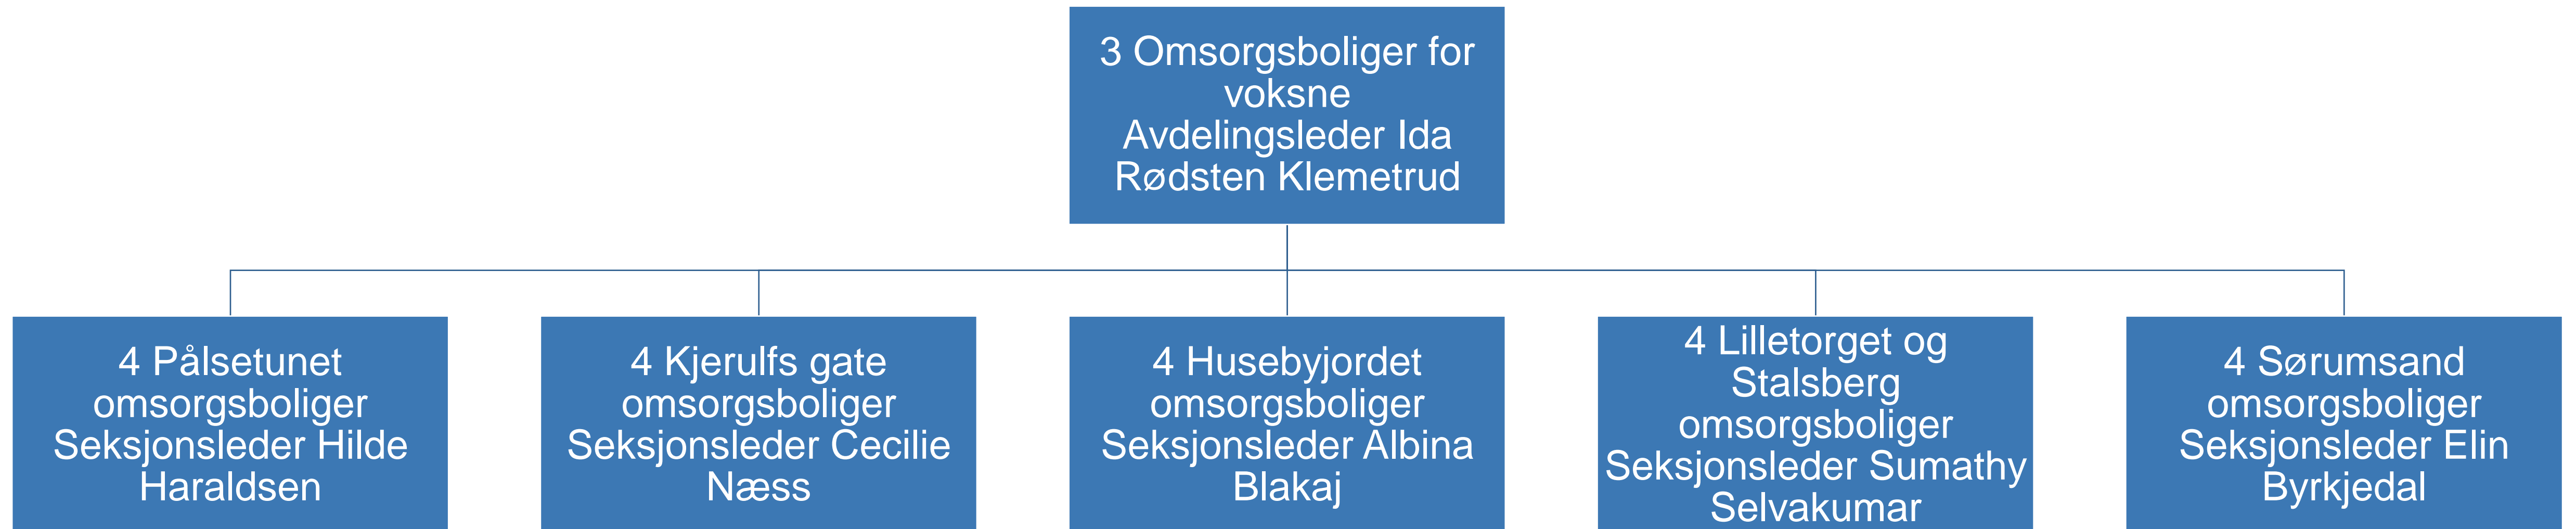 3 Omsorgsboliger for
voksne
Avdelingsleder Ida
Rødsten Klemetrud
4 Pålsetunet
omsorgsboliger
Seksjonsleder Hilde
Haraldsen
4 Kjerulfs gate
omsorgsboliger
Seksjonsleder Cecilie
Næss
4 Husebyjordet
omsorgsboliger
Seksjonsleder Albina
Blakaj
4 Lilletorget og
Stalsberg
omsorgsboliger
Seksjonsleder Sumathy
Selvakumar
4 Sørumsand
omsorgsboliger
Seksjonsleder Elin
Byrkjedal